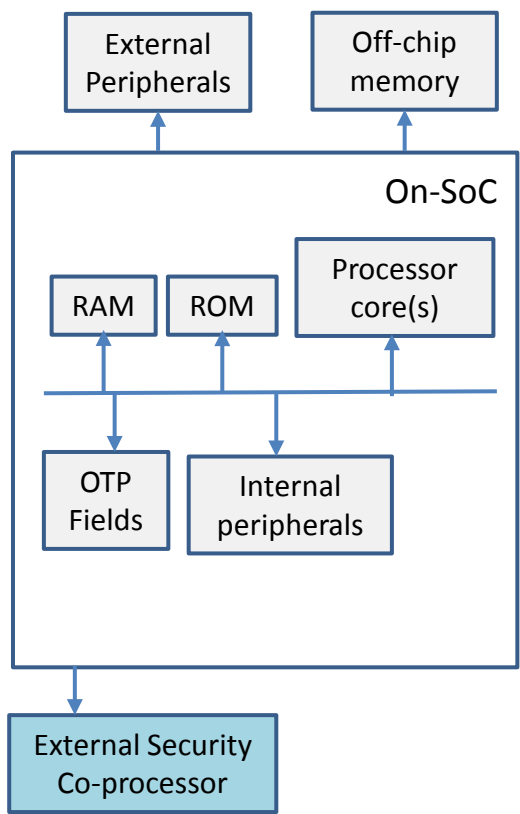 External
Peripherals
Off-chip
memory
On-SoC
RAM
ROM
Processor
core(s)
OTP
Fields
Internal
peripherals
External Security
Co-processor